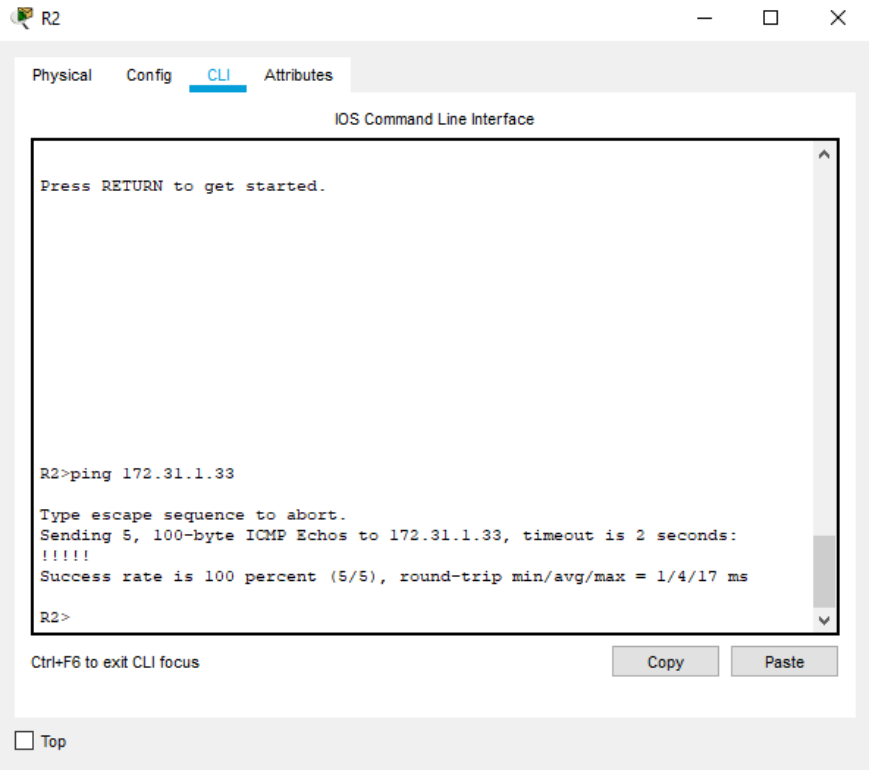 R2
Physical Config CLI Attributes
IOS Command Line Interface
Press RETURN to get started.
R2>ping 172.31.1.33
Type escape sequence to abort.
Sending 5, 100-byte ICMP Echos to 172.31.1.33, timeout is 2 seconds:
!!!!!
Success rate is 100 percent (5/5), round-trip min/avg/max = 1/4/17 ms
R2>
Ctrl+F6 to exit CLI focus Copy Paste
Top